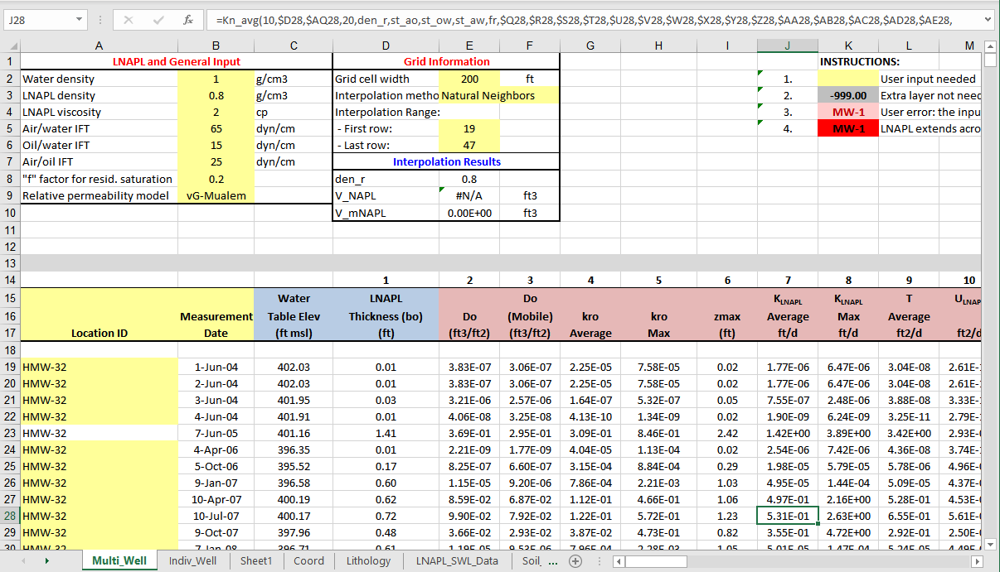 J28 fx =Kn_avg(10,$D28,$AQ28,20,den_r,st_ao,st_ow,st_aw,fr,$Q28,$R28,$S28,$T28,$U28,$V28,$W28,$X28,$Y28,$Z28,$AA28,$AB28,$AC28,$AD28,$AE28,
A B C D E F G H I J K L M
1 LNAPL and General Input Grid Information INSTRUCTIONS:
2 Water density 1 g/cm3 Grid cell width 200 ft 1. User input needed
3 LNAPL density 0.8 g/cm3 Interpolation metho Natural Neighbors 2. -999.00 Extra layer not need
4 LNAPL viscosity 2 cp Interpolation Range: 3. MW-1 User error: the inpu
5 Air/water IFT 65 dyn/cm - First row: 19 4. MW-1 LNAPL extends acro
6 Oil/water IFT 15 dyn/cm - Last row: 47
7 Air/oil IFT 25 dyn/cm Interpolation Results
8 "f" factor for resid. saturation 0.2 den_r 0.8
9 Relative permeability model vG-Mualem V_NAPL #N/A ft3
10 V_mNAPL 0.00E+00 ft3
11
12
13
14 1 2 3 4 5 6 7 8 9 10
15 Water LNAPL Do KLNAPL KLNAPL T ULNAP
16 Measurement Table Elev Thickness (bo) Do (Mobile) kro kro zmax Average Max Average
17 Location ID Date (ft msl) (ft) (ft3/ft2) (ft3/ft2) Average Max (ft) ft/d ft/d ft2/d ft2/d
18
19 HMW-32 1-Jun-04 402.03 0.01 3.83E-07 3.06E-07 2.25E-05 7.58E-05 0.02 1.77E-06 6.47E-06 3.04E-08 2.61E-
20 HMW-32 2-Jun-04 402.03 0.01 3.83E-07 3.06E-07 2.25E-05 7.58E-05 0.02 1.77E-06 6.47E-06 3.04E-08 2.61E-
21 HMW-32 3-Jun-04 401.95 0.03 3.21E-06 2.57E-06 1.64E-07 5.32E-07 0.05 7.55E-07 2.48E-06 3.88E-08 3.33E-
22 HMW-32 4-Jun-04 401.91 0.01 4.06E-08 3.25E-08 4.13E-10 1.34E-09 0.02 1.90E-09 6.24E-09 3.25E-11 2.79E-
23 HMW-32 7-Jun-05 401.16 1.41 3.69E-01 2.95E-01 3.09E-01 8.46E-01 2.42 1.42E+00 3.89E+00 3.42E+00 2.93E-
24 HMW-32 4-Apr-06 396.35 0.01 2.21E-09 1.77E-09 4.04E-05 1.13E-04 0.02 2.54E-06 7.42E-06 4.36E-08 3.74E-
25 HMW-32 5-Oct-06 395.52 0.17 8.25E-07 6.60E-07 3.15E-04 8.84E-04 0.29 1.98E-05 5.79E-05 5.78E-06 4.96E-
26 HMW-32 9-Jan-07 396.58 0.60 1.15E-05 9.20E-06 7.86E-04 2.21E-03 1.03 4.95E-05 1.44E-04 5.09E-05 4.37E-
27 HMW-32 10-Apr-07 400.19 0.62 8.59E-02 6.87E-02 1.12E-01 4.66E-01 1.06 4.97E-01 2.16E+00 5.28E-01 4.53E-
28 HMW-32 10-Jul-07 400.17 0.72 9.90E-02 7.92E-02 1.22E-01 5.72E-01 1.23 5.31E-01 2.63E+00 6.55E-01 5.61E-
29 HMW-32 9-Oct-07 397.96 0.48 3.66E-02 2.93E-02 3.87E-02 4.73E-01 0.82 3.55E-01 4.72E+00 2.92E-01 2.50E-
30 HMW-32 7-Jan-08 396.71 0.61 1.19E-05 9.53E-06 7.96E-04 2.28E-03 1.05 5.01E-05 1.47E-04 5.24E-05 4.49E-
Multi_Well Indiv_Well Sheet1 Coord Lithology LNAPL_SWL_Data Soil_ ...